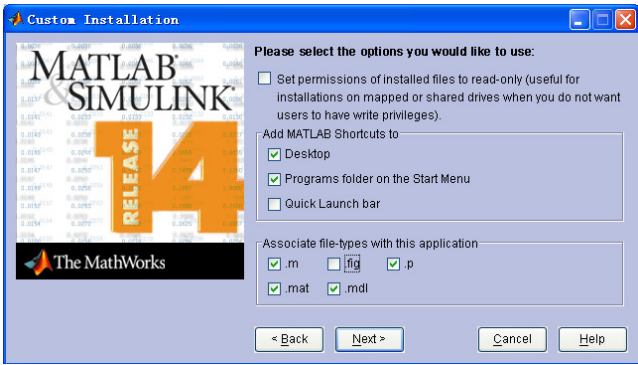 Custom Installation
MATLAB®
&SIMULINK®
RELEASE
14
The MathWorks
Please select the options you would like to use:
Set permissions of installed files to read-only (useful for
installations on mapped or shared drives when you do not want
users to have write privileges).
Add MATLAB Shortcuts to
Desktop
Programs folder on the Start Menu
Quick Launch bar
Associate file-types with this application
.m .fig .p
.mat .mdl
< Back Next > Cancel Help